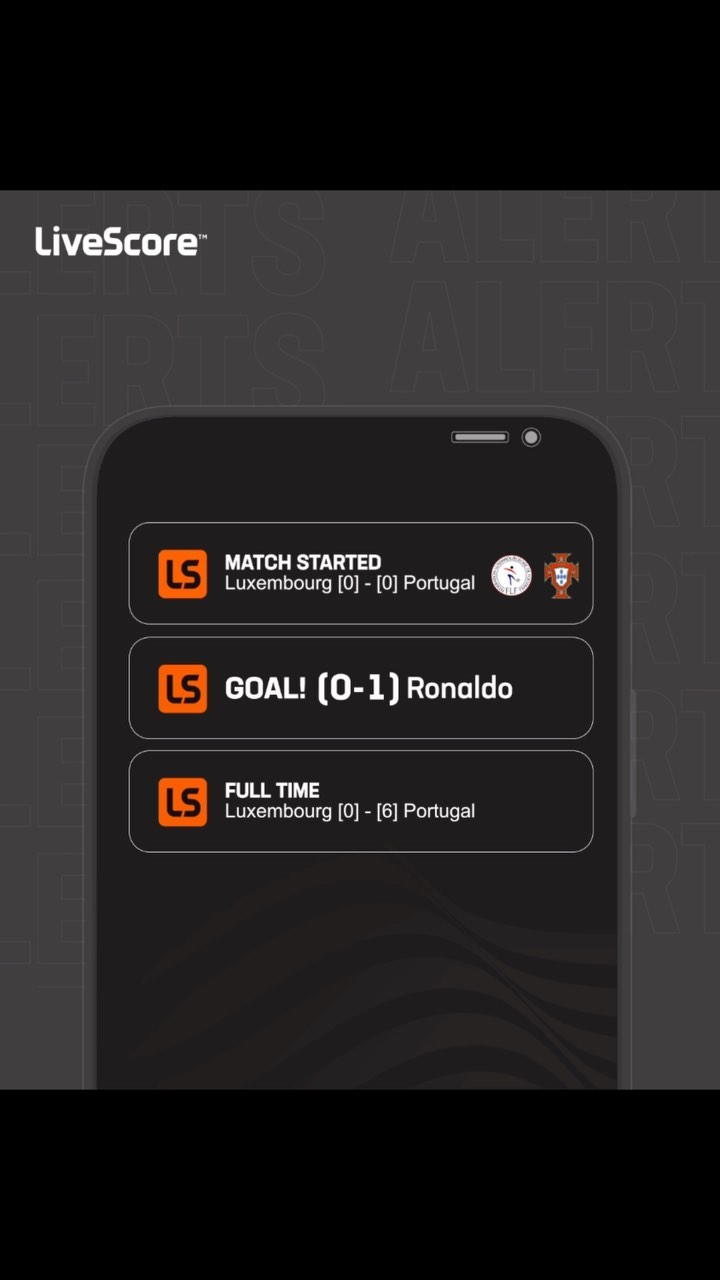 LiveScore™
ALERTS ALERTS
ALERTS ALERTS
LS
MATCH STARTED
Luxembourg [0] - [0] Portugal
LS
GOAL! (0-1) Ronaldo
LS
FULL TIME
Luxembourg [0] - [6] Portugal